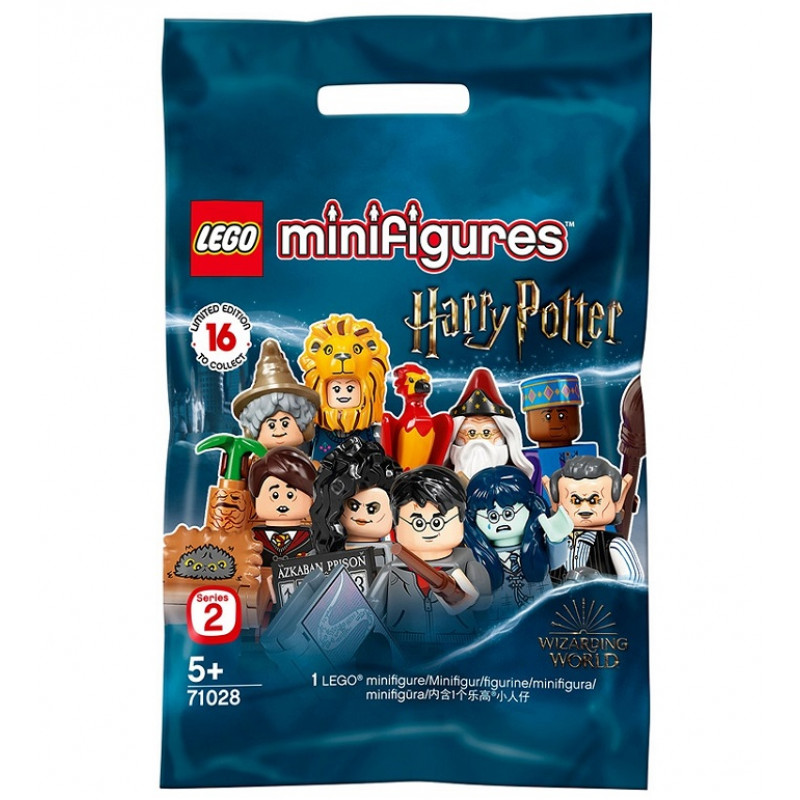 LEGO
minifigures™
Harry Potter
LIMITED EDITION
16
TO COLLECT
AZKABAN PRISON
Series
2
5+
71028
WIZARDING
WORLD
1 LEGO® minifigure/Minifigur/figurine/minifigura/
minifigūra/内含1个乐高®小人仔